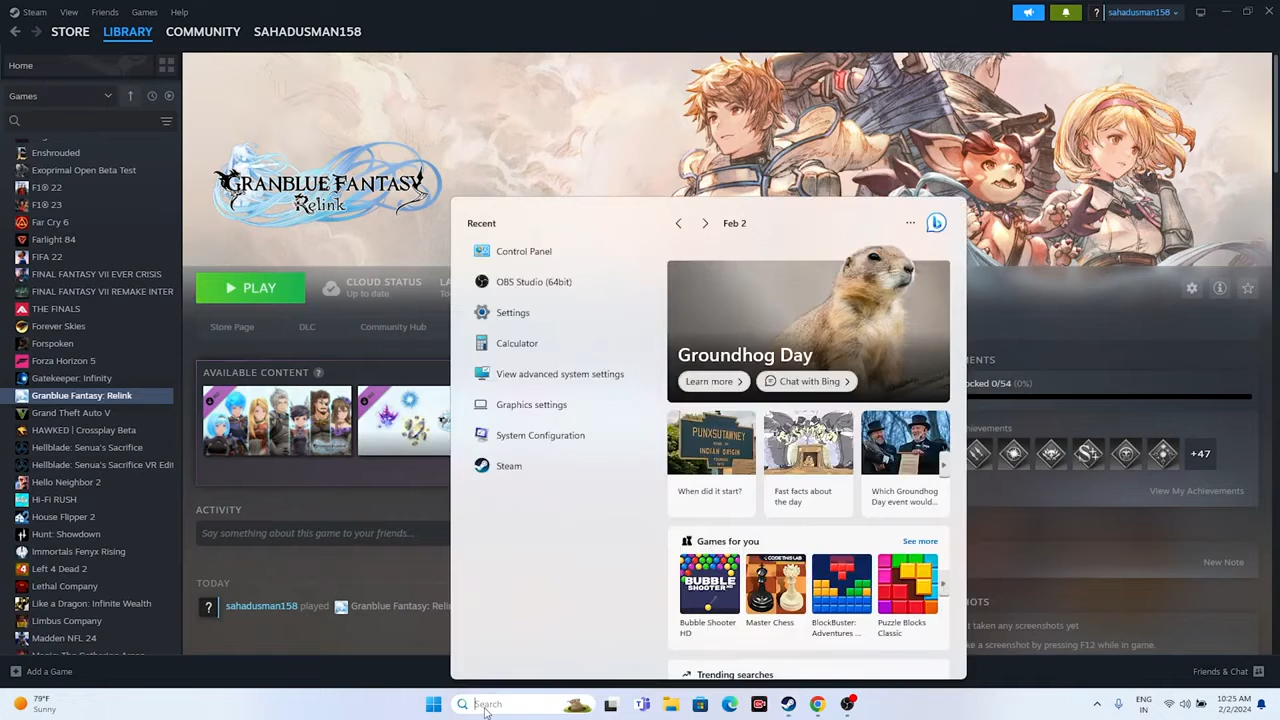 Steam View Friends Games Help
sahadusman158
STORE LIBRARY COMMUNITY SAHADUSMAN158
Home
Games
Enshrouded
Exoprimal Open Beta Test
F1® 22
F1® 23
Far Cry 6
Farlight 84
FIFA 22
FINAL FANTASY VII EVER CRISIS
FINAL FANTASY VII REMAKE INTER
THE FINALS
Forever Skies
Forspoken
Forza Horizon 5
Gatekeeper: Infinity
Granblue Fantasy: Relink
Grand Theft Auto V
HAWKED | Crossplay Beta
Hellblade: Senua's Sacrifice
Hellblade: Senua's Sacrifice VR Edit
Hello Neighbor 2
Hi-Fi RUSH
House Flipper 2
Hunt: Showdown
Immortals Fenyx Rising
Left 4 Dead 2
Lethal Company
Like a Dragon: Infinite Wealth
Limbus Company
Madden NFL 24
Add a Game
GRANBLUE FANTASY
Relink
PLAY
CLOUD STATUS
Up to date
Store Page DLC Community Hub
AVAILABLE CONTENT ?
ACTIVITY
Say something about this game to your friends...
TODAY
? sahadusman158 played Granblue Fantasy: Reli
Recent
Control Panel
OBS Studio (64bit)
Settings
Calculator
View advanced system settings
Graphics settings
System Configuration
Steam
Feb 2
Groundhog Day
Learn more
Chat with Bing
PUNXSUTAWNEY
When did it start?
Fast facts about
the day
Which Groundhog
Day event would...
Games for you
See more
BUBBLE
SHOOTER
Bubble Shooter
HD
CODE THIS LAB
Master Chess
BlockBuster:
Adventures ...
Puzzle Blocks
Classic
Trending searches
MENTS
ocked 0/54 (0%)
hievements
+47
View My Achievements
New Note
HOTS
t taken any screenshots yet
ke a screenshot by pressing F12 while in game.
Friends & Chat
79°F
Sunny
Search
ENG
IN
10:25 AM
2/2/2024